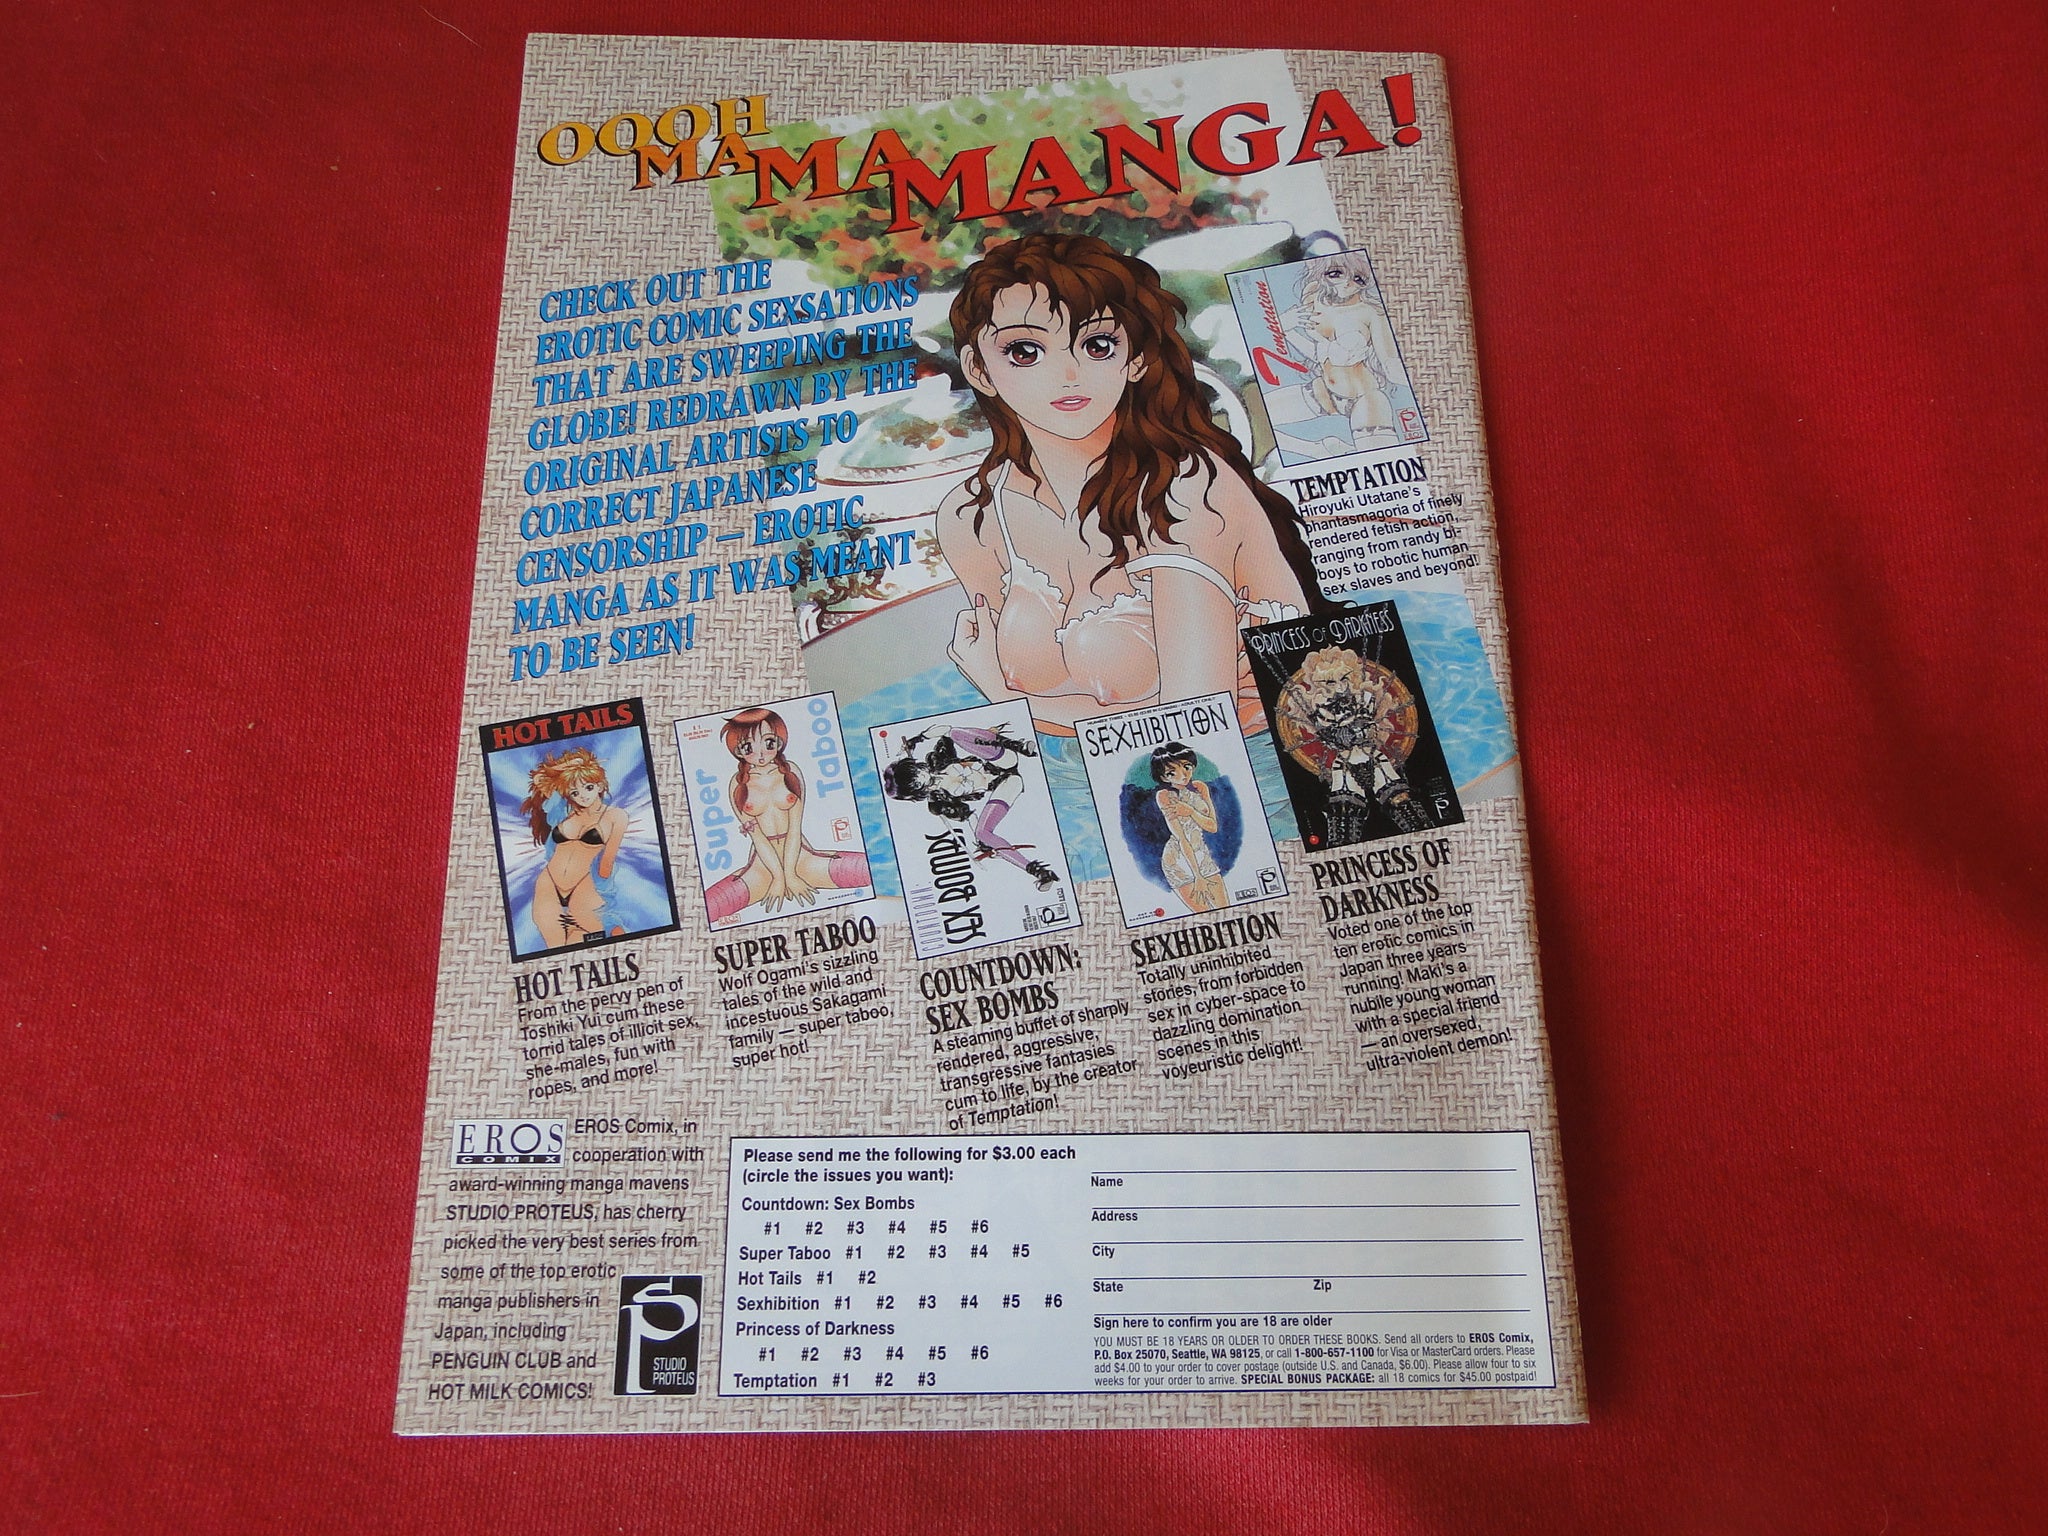 OOOH
MA MA MANGA!
CHECK OUT THE
EROTIC COMIC SEXSATIONS
THAT ARE SWEEPING THE
GLOBE! REDRAWN BY THE
ORIGINAL ARTISTS TO
CORRECT JAPANESE
CENSORSHIP — EROTIC
MANGA AS IT WAS MEANT
TO BE SEEN!
Temptation
EROS
TEMPTATION
Hiroyuki Utatane's
phantasmagoria of finely
rendered fetish action,
ranging from randy bi-
boys to robotic human
sex slaves and beyond!
HOT TAILS
HOT TAILS
From the pervy pen of
Toshiki Yui cum these
torrid tales of illicit sex,
she-males, fun with
ropes, and more!
Super Taboo
EROS
SUPER TABOO
Wolf Ogami's sizzling
tales of the wild and
incestuous Sakagami
family — super taboo,
super hot!
COUNTDOWN
SEX BOMBS
COUNTDOWN:
SEX BOMBS
A steaming buffet of sharply
rendered, aggressive,
transgressive fantasies
cum to life, by the creator
of Temptation!
SEXHIBITION
EROS
SEXHIBITION
Totally uninhibited
stories, from forbidden
sex in cyber-space to
dazzling domination
scenes in this
voyeuristic delight!
PRINCESS OF DARKNESS
PRINCESS OF
DARKNESS
Voted one of the top
ten erotic comics in
Japan three years
running! Maki's a
nubile young woman
with a special friend
— an oversexed,
ultra-violent demon!
EROS
COMIX
EROS Comix, in
cooperation with
award-winning manga mavens
STUDIO PROTEUS, has cherry
picked the very best series from
some of the top erotic
manga publishers in
Japan, including
PENGUIN CLUB and
HOT MILK COMICS!
STUDIO
PROTEUS
Please send me the following for $3.00 each
(circle the issues you want):
Countdown: Sex Bombs
#1 #2 #3 #4 #5 #6
Super Taboo #1 #2 #3 #4 #5
Hot Tails #1 #2
Sexhibition #1 #2 #3 #4 #5 #6
Princess of Darkness
#1 #2 #3 #4 #5 #6
Temptation #1 #2 #3
Name
Address
City
State Zip
Sign here to confirm you are 18 are older
YOU MUST BE 18 YEARS OR OLDER TO ORDER THESE BOOKS. Send all orders to EROS Comix,
P.O. Box 25070, Seattle, WA 98125, or call 1-800-657-1100 for Visa or MasterCard orders. Please
add $4.00 to your order to cover postage (outside U.S. and Canada, $6.00). Please allow four to six
weeks for your order to arrive. SPECIAL BONUS PACKAGE: all 18 comics for $45.00 postpaid!